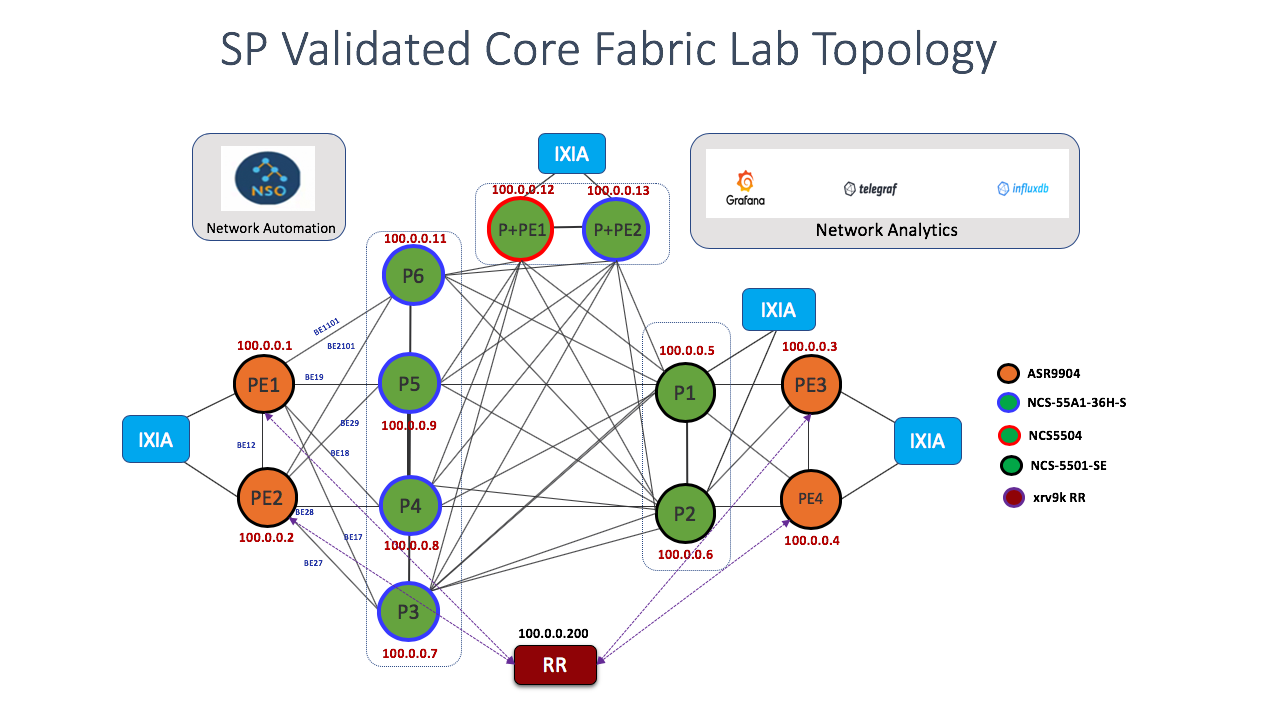 SP Validated Core Fabric Lab Topology
NSO
Network Automation
IXIA
Grafana
telegraf
influxdb
Network Analytics
100.0.0.12
100.0.0.13
P+PE1
P+PE2
100.0.0.11
P6
IXIA
BE1101
BE2101
100.0.0.1
100.0.0.5
100.0.0.3
PE1
BE19
P5
P1
PE3
ASR9904
NCS-55A1-36H-S
100.0.0.9
BE29
IXIA
BE12
BE18
IXIA
NCS5504
NCS-5501-SE
PE2
P4
P2
PE4
xrv9k RR
BE28
100.0.0.2
BE17
100.0.0.8
100.0.0.6
100.0.0.4
BE27
P3
100.0.0.7
100.0.0.200
RR